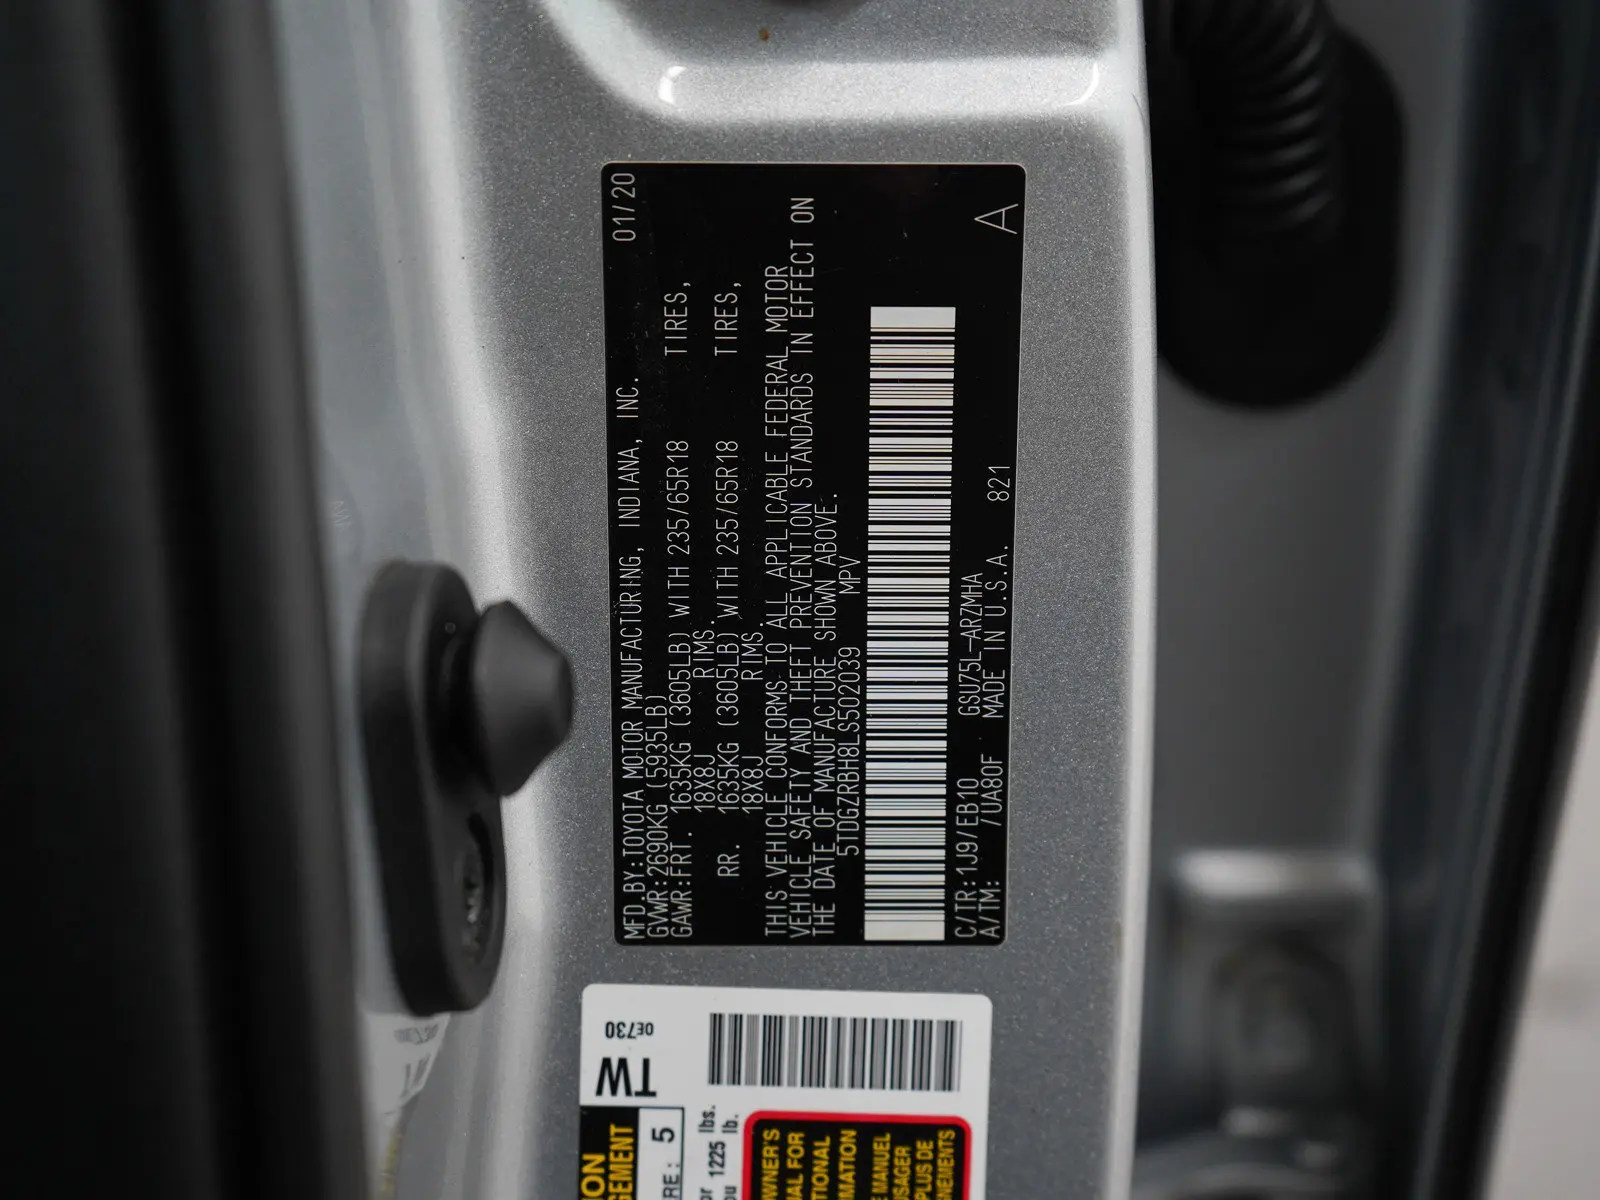 01/20
MFD.BY:TOYOTA MOTOR MANUFACTURING, INDIANA, INC.
GVWR:2690KG (5935LB)
GAWR:FRT. 1635KG (3605LB) WITH 235/65R18 TIRES,
18X8J RIMS.
RR. 1635KG (3605LB) WITH 235/65R18 TIRES,
18X8J RIMS.
THIS VEHICLE CONFORMS TO ALL APPLICABLE FEDERAL MOTOR
VEHICLE SAFETY AND THEFT PREVENTION STANDARDS IN EFFECT ON
THE DATE OF MANUFACTURE SHOWN ABOVE.
5TDGZRBH8LS502039 MPV
C/TR:1J9/EB10 GSU75L-ARZMHA
A/TM: /UA80F MADE IN U.S.A. 821
A
0E730
TW
5
1225 lbs.
lb.